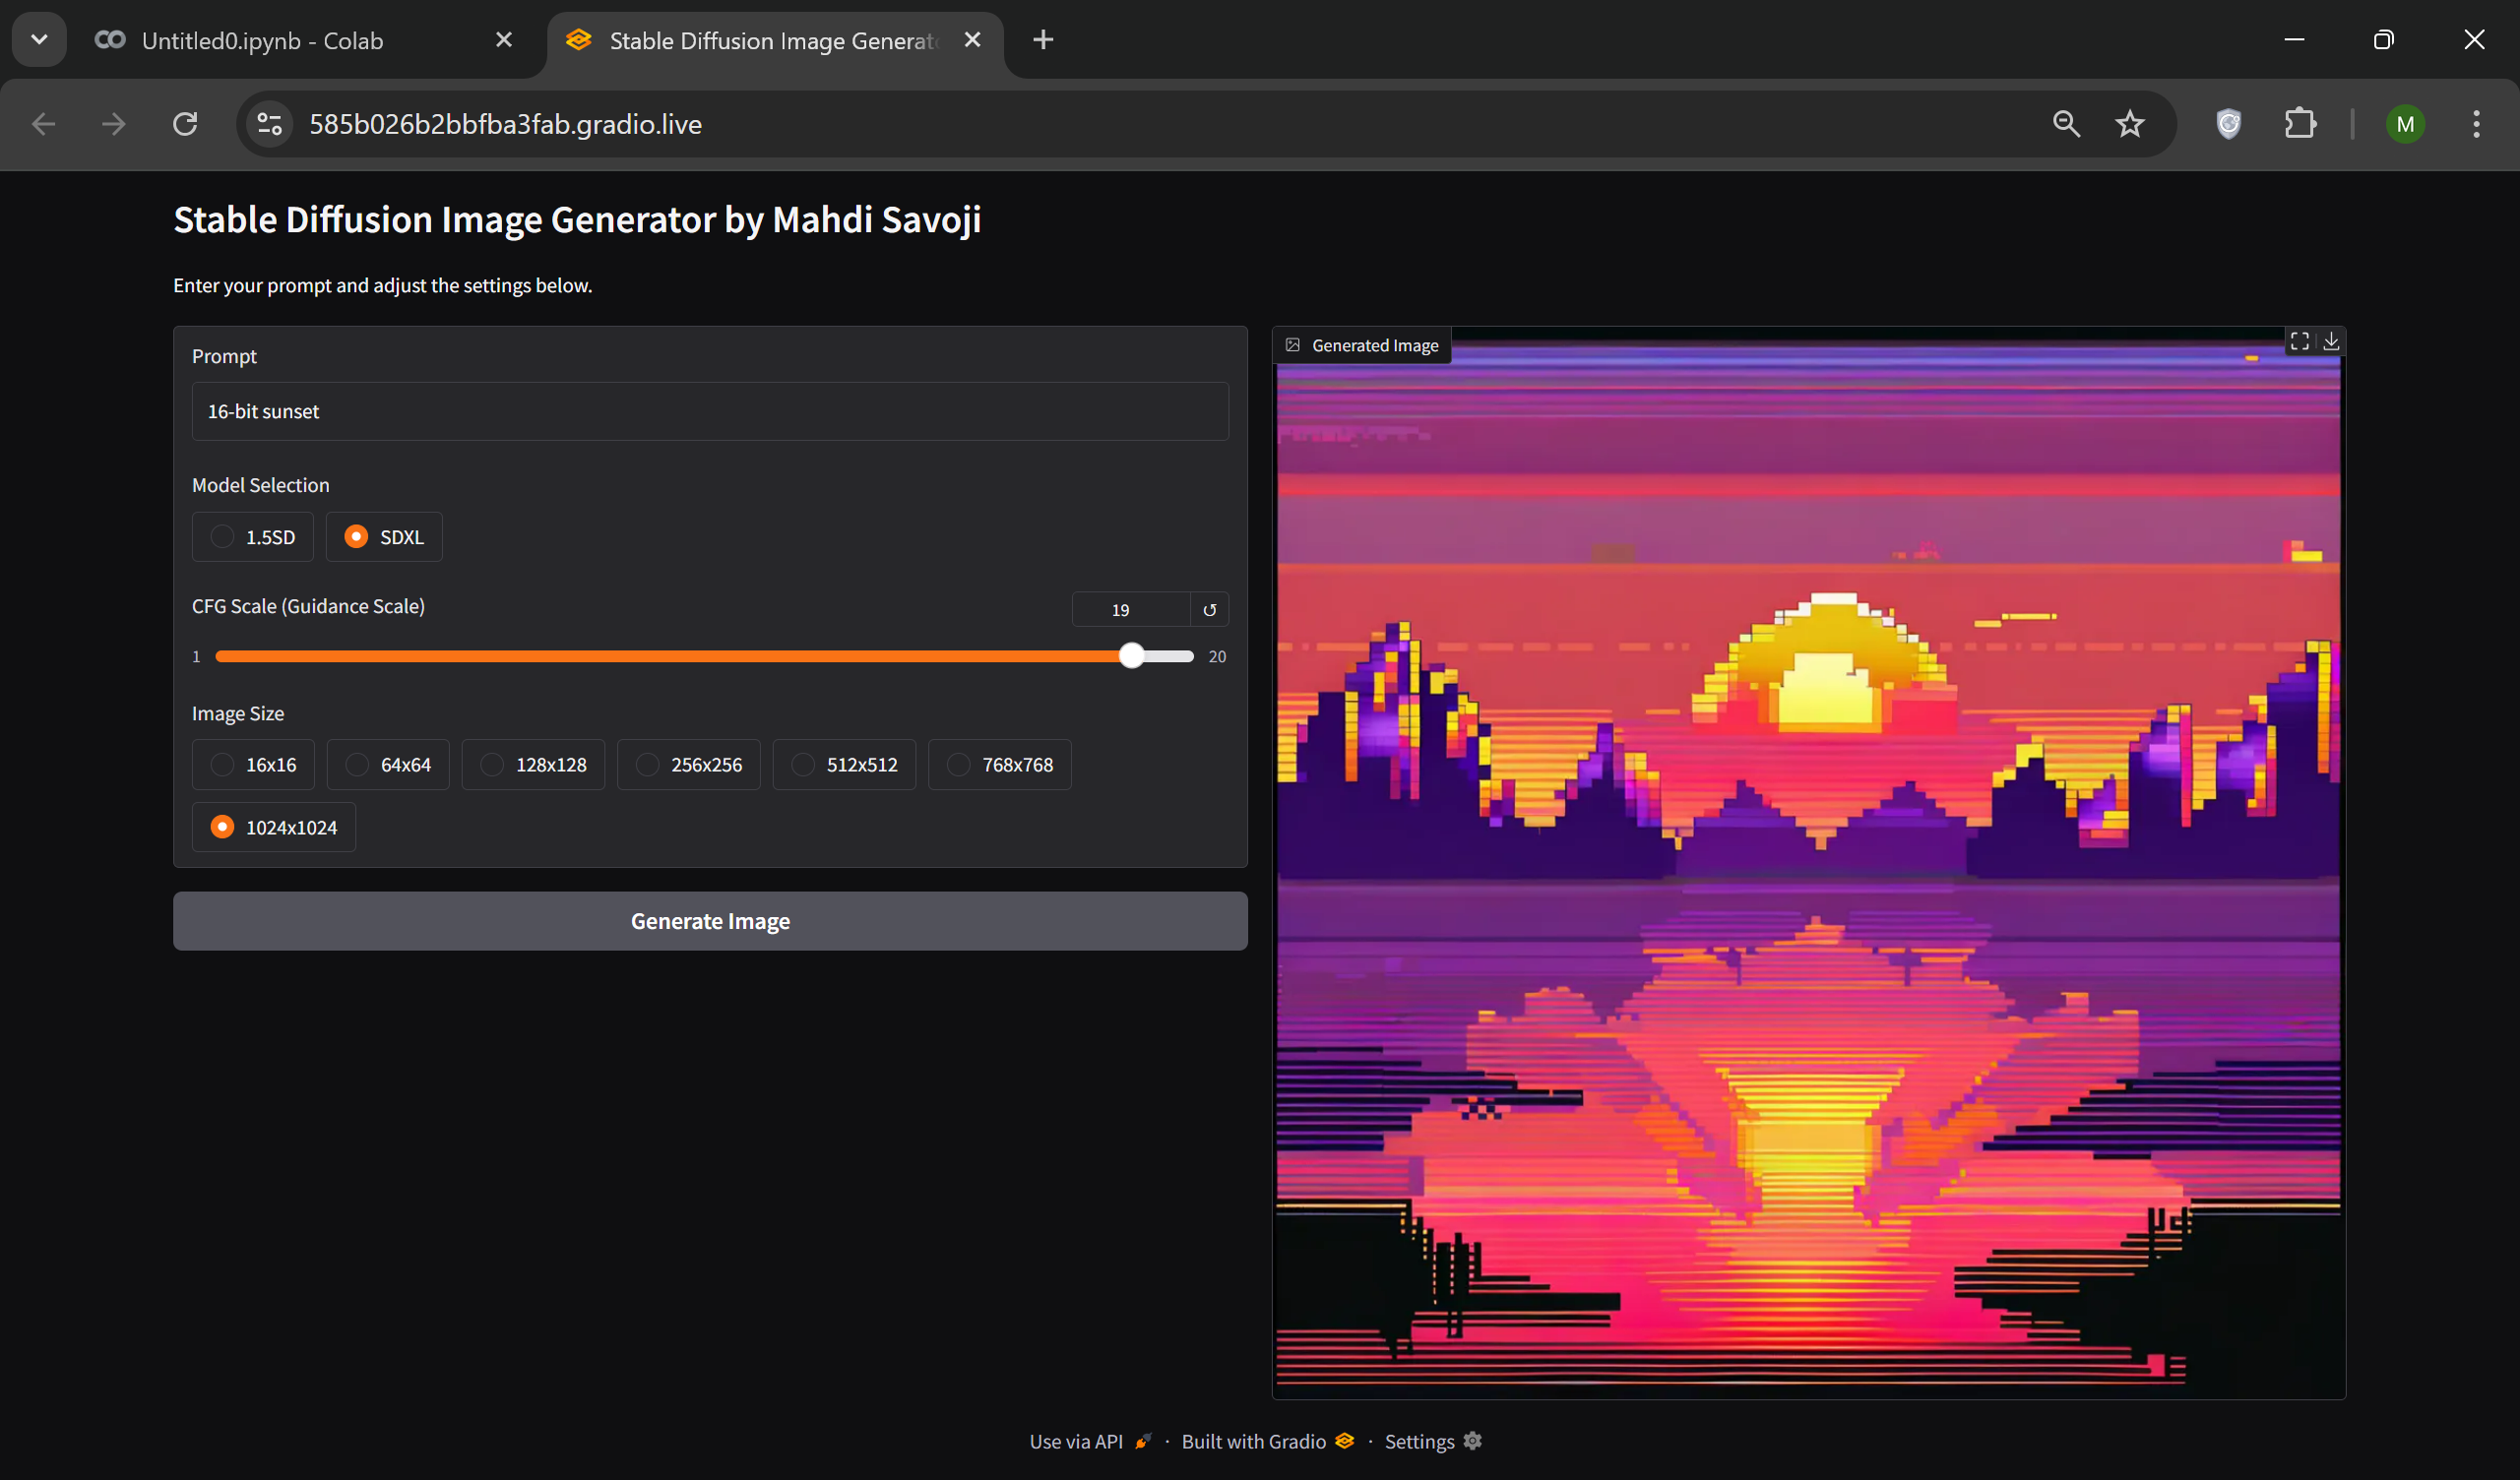 Untitled0.ipynb - Colab
Stable Diffusion Image Generat
585b026b2bbfba3fab.gradio.live
M
Stable Diffusion Image Generator by Mahdi Savoji
Enter your prompt and adjust the settings below.
Prompt
16-bit sunset
Model Selection
1.5SD
SDXL
CFG Scale (Guidance Scale)
19
1
20
Image Size
16x16
64x64
128x128
256x256
512x512
768x768
1024x1024
Generate Image
Generated Image
Use via API · Built with Gradio · Settings